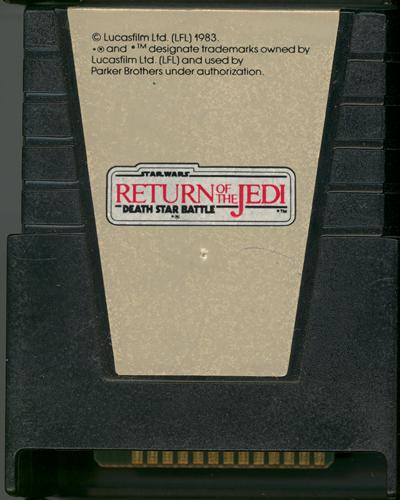 © Lucasfilm Ltd. (LFL) 1983.
•® and •™ designate trademarks owned by
Lucasfilm Ltd. (LFL) and used by
Parker Brothers under authorization.
STAR WARS
RETURN OF THE JEDI
DEATH STAR BATTLE
•® •™